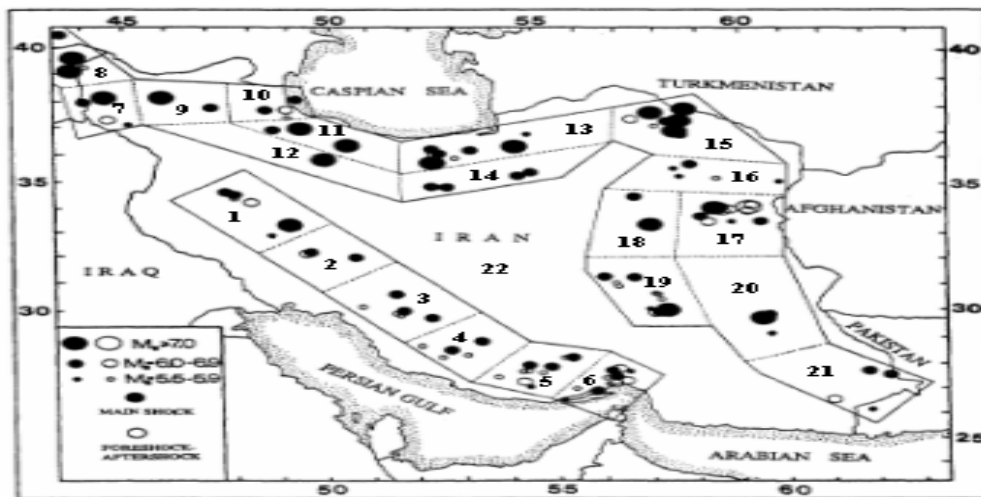 45 50 55 60
40 40
8
CASPIAN SEA
TURKMENISTAN
7 9 10
11 13
12 15
14
16
35 35
1
AFGHANISTAN
IRAN
18 17
2
IRAQ
22
19 20
3
30 30
4
PAKISTAN
5 6
21
PERSIAN GULF
MAIN SHOCK
FORESHOCK-
AFTERSHOCK
25
ARABIAN SEA
50 55 60